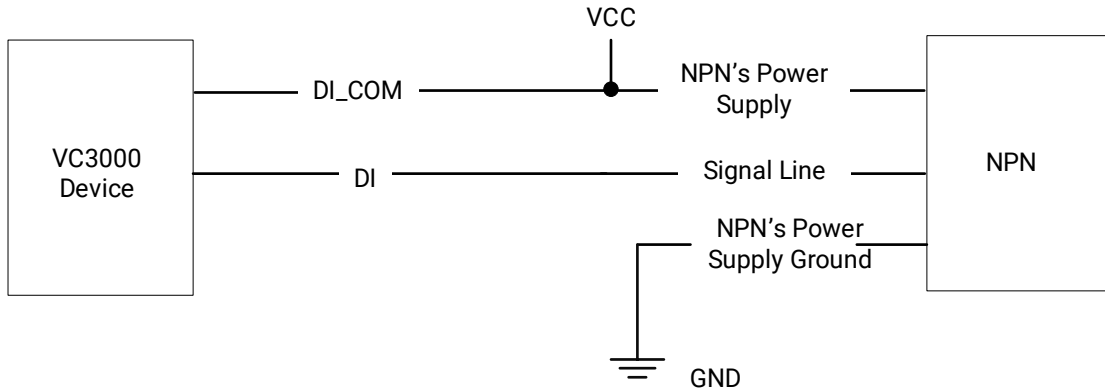 VCC
DI_COM
NPN’s Power
Supply
VC3000
Device
DI
Signal Line
NPN
NPN’s Power
Supply Ground
GND